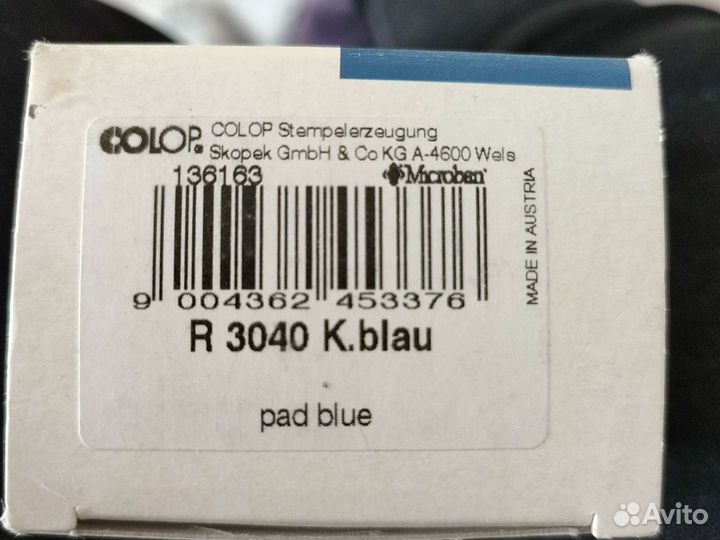 COLOP
COLOP Stempelerzeugung
Skopek GmbH & Co KG A-4600 Wels
136163
Microban
MADE IN AUSTRIA
9 004362 453376
R 3040 K.blau
pad blue
Avito